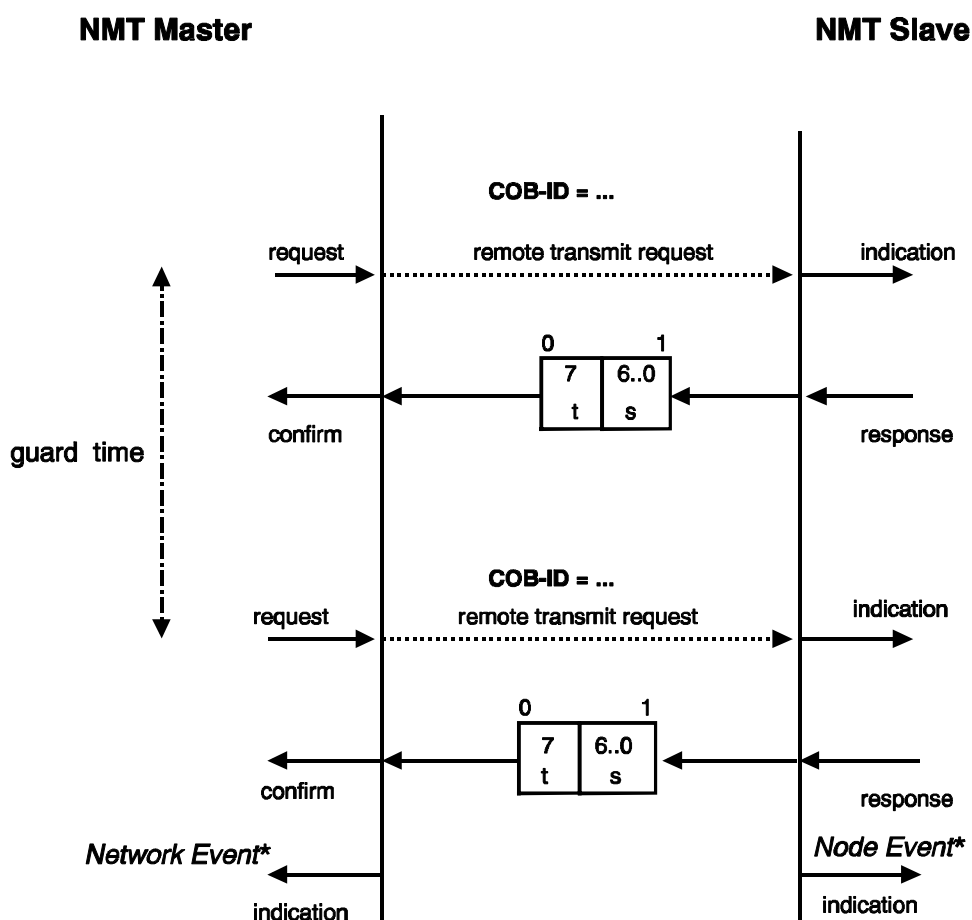 NMT Master NMT Slave
COB-ID = ...
request remote transmit request indication
0 1
7 6..0
t s
confirm response
guard time
COB-ID = ...
request remote transmit request indication
0 1
7 6..0
t s
confirm response
Network Event* Node Event*
indication indication